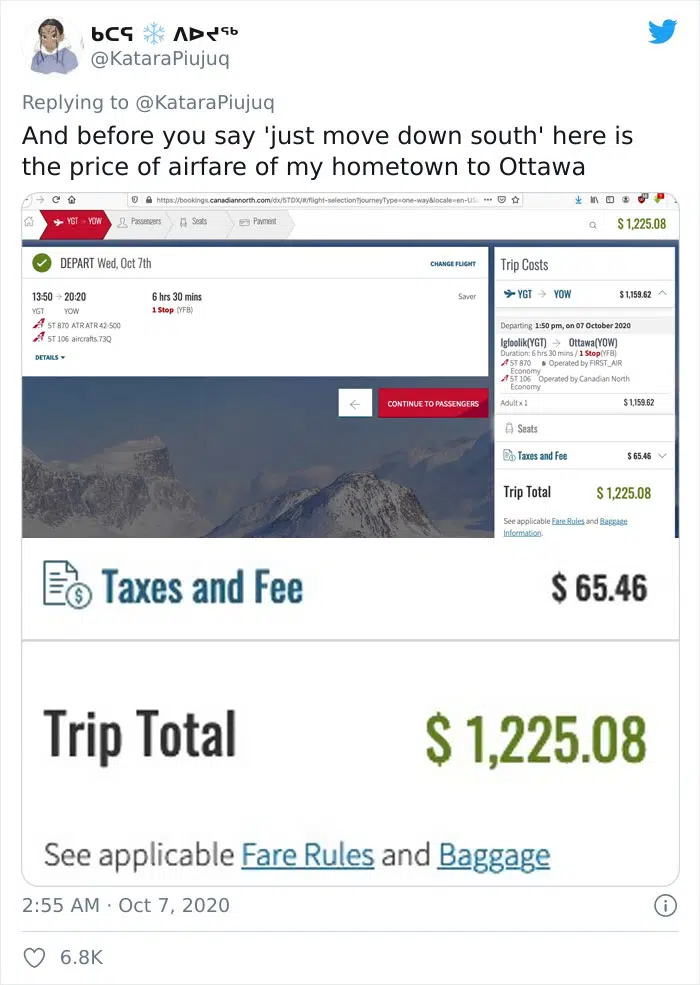 ᑲᑕᕋ ❄️ ᐱᐅᔪᖅ
@KataraPiujuq
Replying to @KataraPiujuq
And before you say 'just move down south' here is
the price of airfare of my hometown to Ottawa
https://bookings.canadiannorth.com/dx/5TDX/#/flight-selection?journeyType=one-way&locale=en-US
YGT → YOW
Passengers
Seats
Payment
$ 1,225.08
DEPART Wed, Oct 7th
CHANGE FLIGHT
13:50 → 20:20
6 hrs 30 mins
Saver
YGT YOW
1 Stop (YFB)
5T 870 ATR ATR 42-500
5T 106 aircrafts.73Q
DETAILS
CONTINUE TO PASSENGERS
Trip Costs
YGT → YOW $ 1,159.62
Departing 1:50 pm, on 07 October 2020
Igloolik(YGT) → Ottawa(YOW)
Duration: 6 hrs 30 mins / 1 Stop(YFB)
5T 870 Operated by FIRST_AIR
Economy
5T 106 Operated by Canadian North
Economy
Adult x 1 $ 1,159.62
Seats
Taxes and Fee $ 65.46
Trip Total $ 1,225.08
See applicable Fare Rules and Baggage
Information.
Taxes and Fee $ 65.46
Trip Total $ 1,225.08
See applicable Fare Rules and Baggage
2:55 AM · Oct 7, 2020
6.8K